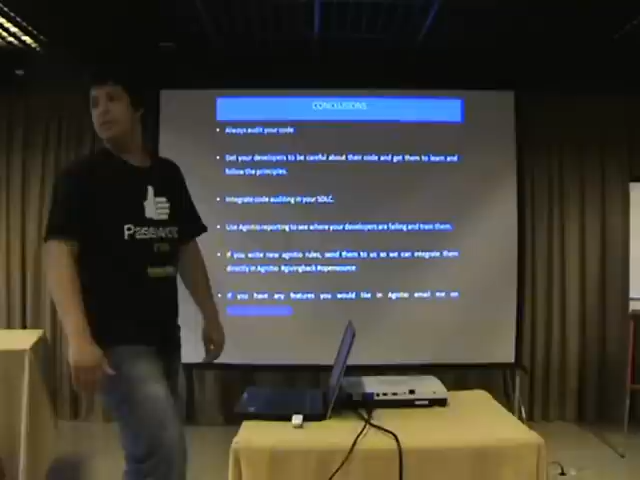 CONCLUSIONS
Always audit your code
Get your developers to be careful about their code and get them to learn and
follow the principles.
Integrate code auditing in your SDLC.
Use Agnitio reporting to see where your developers are failing and train them.
If you write new agnitio rules, send them to us so we can integrate them
directly in Agnitio #givingback #opensource
If you have any features you would like in Agnitio email me on